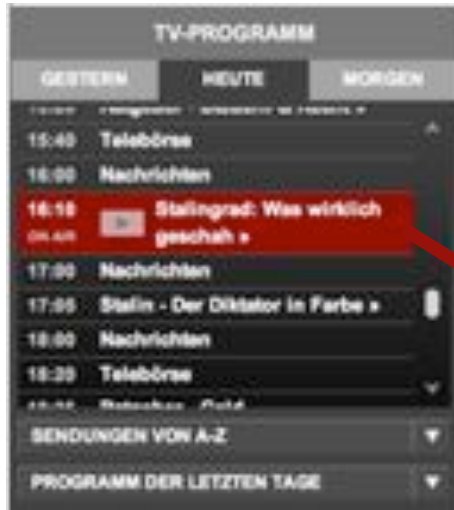 TV-PROGRAMM
GESTERN HEUTE MORGEN
15:40 Telebörse
16:00 Nachrichten
16:10 Stalingrad: Was wirklich
ON AIR geschah »
17:00 Nachrichten
17:05 Stalin - Der Diktator in Farbe »
18:00 Nachrichten
18:20 Telebörse
SENDUNGEN VON A-Z
PROGRAMM DER LETZTEN TAGE